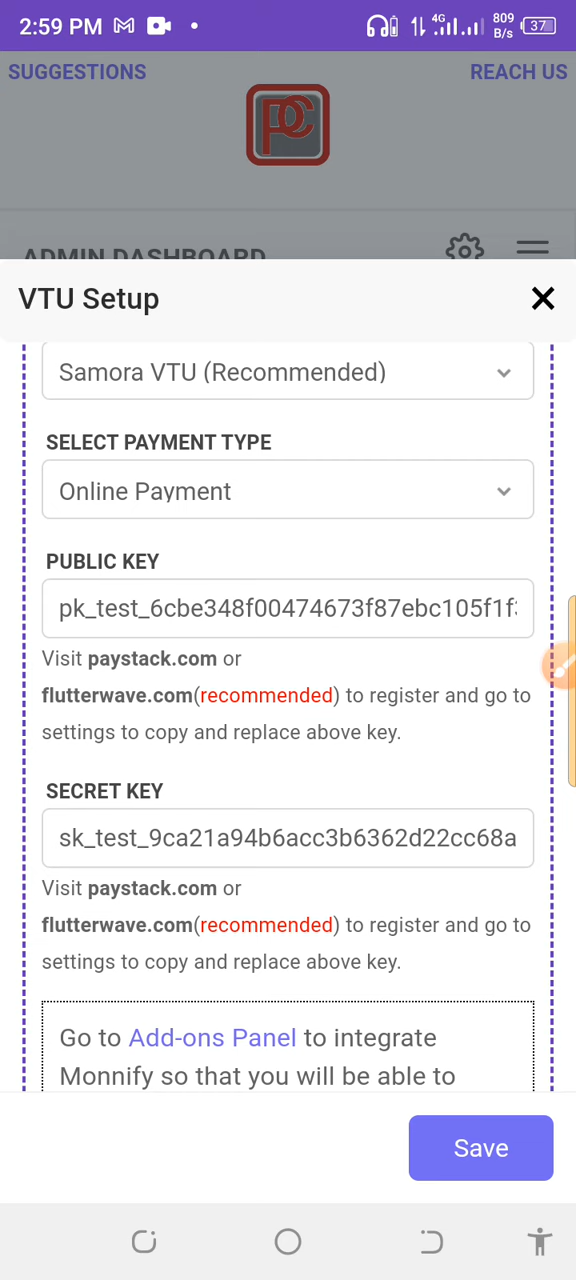 2:59 PM
4G 809 B/s 37
SUGGESTIONS REACH US
pc
ADMIN DASHBOARD
VTU Setup
Samora VTU (Recommended)
SELECT PAYMENT TYPE
Online Payment
PUBLIC KEY
pk_test_6cbe348f00474673f87ebc105f1f
Visit paystack.com or
flutterwave.com(recommended) to register and go to
settings to copy and replace above key.
SECRET KEY
sk_test_9ca21a94b6acc3b6362d22cc68a
Visit paystack.com or
flutterwave.com(recommended) to register and go to
settings to copy and replace above key.
Go to Add-ons Panel to integrate
Monnify so that you will be able to
Save